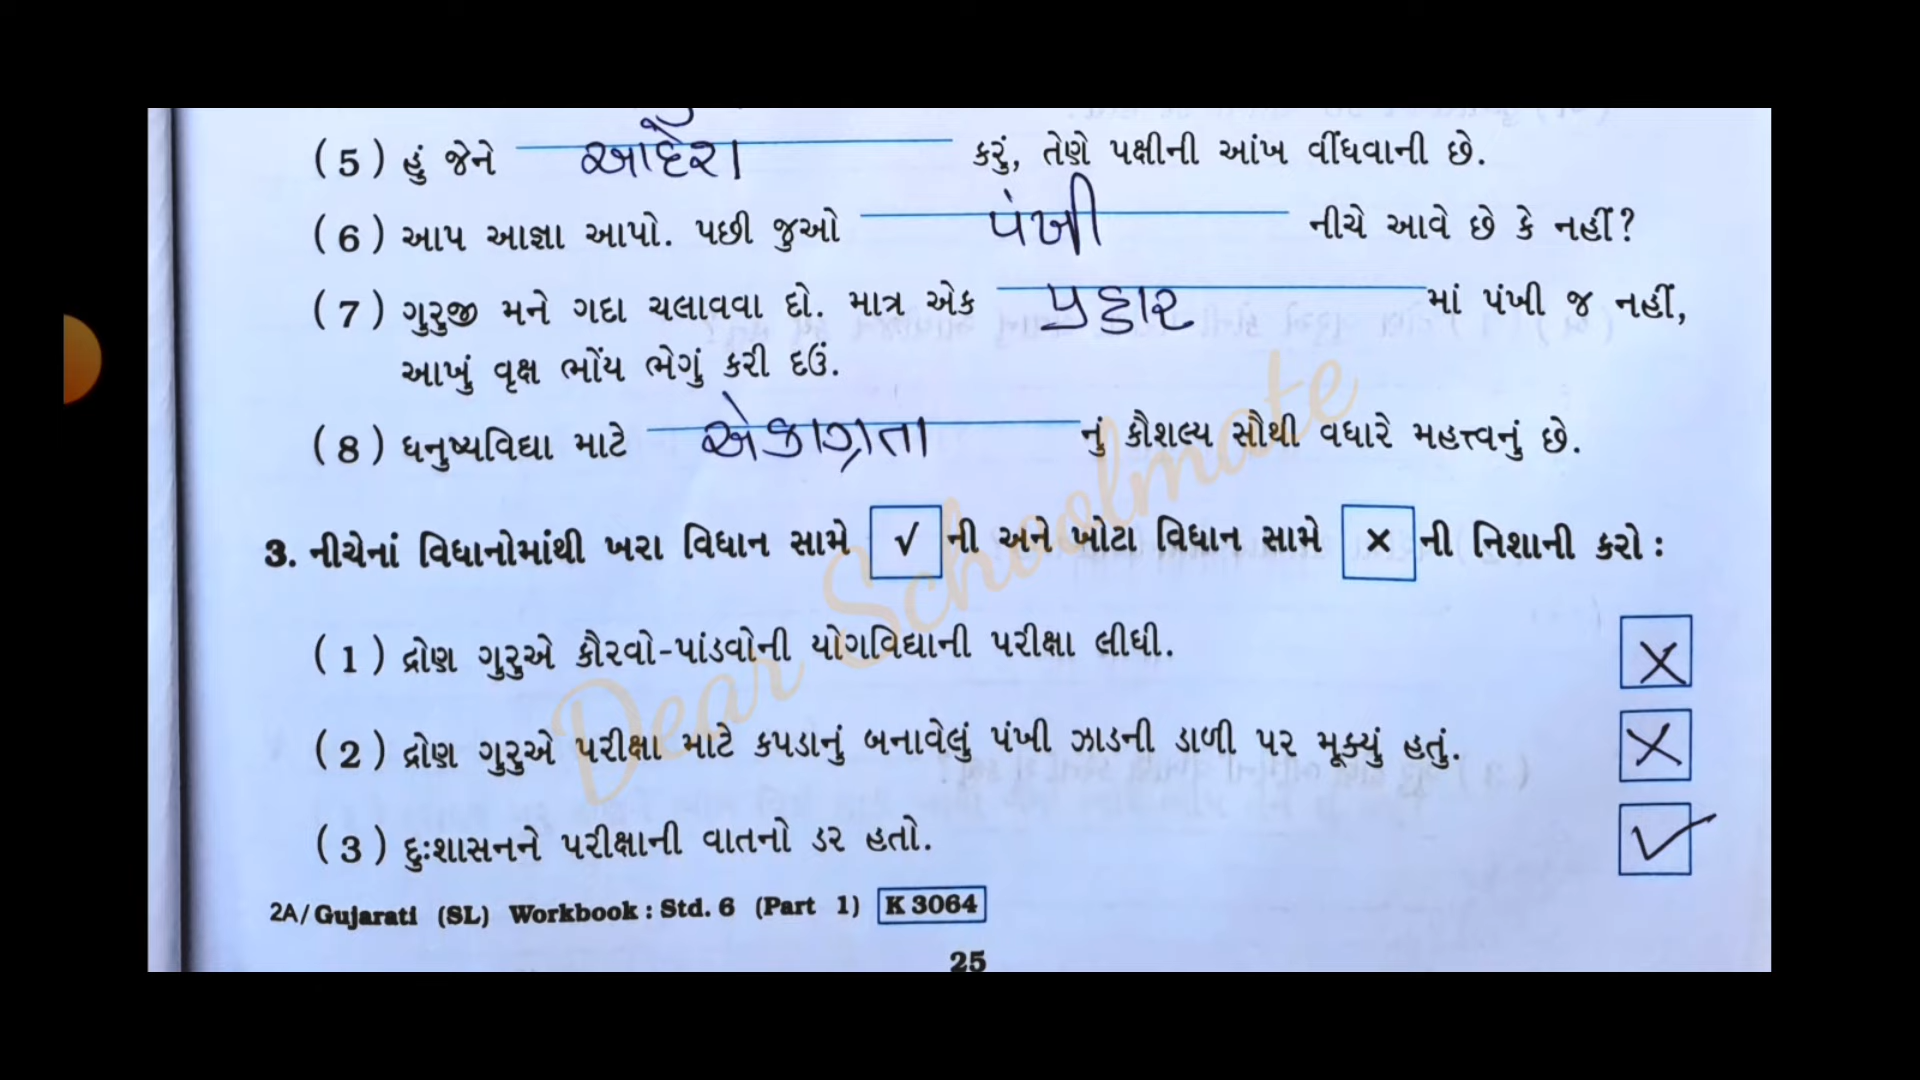 (5) હું જેને આદેશ કરું, તેણે પક્ષીની આંખ વીંધવાની છે.
(6) આપ આજ્ઞા આપો. પછી જુઓ પંખી નીચે આવે છે કે નહીં?
(7) ગુરુજી મને ગદા ચલાવવા દો. માત્ર એક પ્રહાર માં પંખી જ નહીં,
આખું વૃક્ષ ભોંય ભેગું કરી દઉં.
(8) ધનુષ્યવિદ્યા માટે એકાગ્રતા નું કૌશલ્ય સૌથી વધારે મહત્ત્વનું છે.
3. નીચેનાં વિધાનોમાંથી ખરા વિધાન સામે ✓ ની અને ખોટા વિધાન સામે × ની નિશાની કરો :
(1) દ્રોણ ગુરુએ કૌરવો-પાંડવોની યોગવિદ્યાની પરીક્ષા લીધી. ×
(2) દ્રોણ ગુરુએ પરીક્ષા માટે કપડાનું બનાવેલું પંખી ઝાડની ડાળી પર મૂક્યું હતું. ×
(3) દુઃશાસનને પરીક્ષાની વાતનો ડર હતો. ✓
2A/Gujarati (SL) Workbook : Std. 6 (Part 1) K 3064
25
Dear Schoolmate